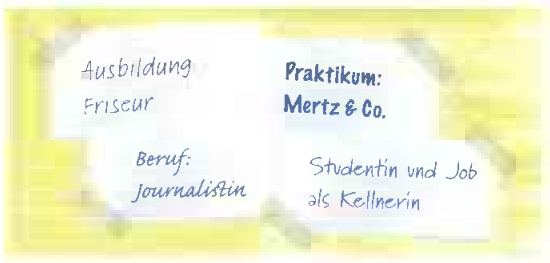 Ausbildung
Friseur
Praktikum:
Mertz & Co.
Beruf:
Journalistin
Studentin und Job
als Kellnerin